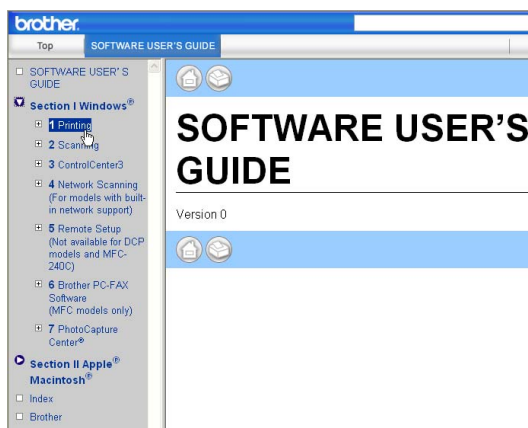 brother.
Top SOFTWARE USER'S GUIDE
SOFTWARE USER' S
GUIDE
Section I Windows®
1 Printing
2 Scanning
3 ControlCenter3
4 Network Scanning
(For models with built-
in network support)
5 Remote Setup
(Not available for DCP
models and MFC-
240C)
6 Brother PC-FAX
Software
(MFC models only)
7 PhotoCapture
Center®
Section II Apple®
Macintosh®
Index
Brother
SOFTWARE USER'S
GUIDE
Version 0